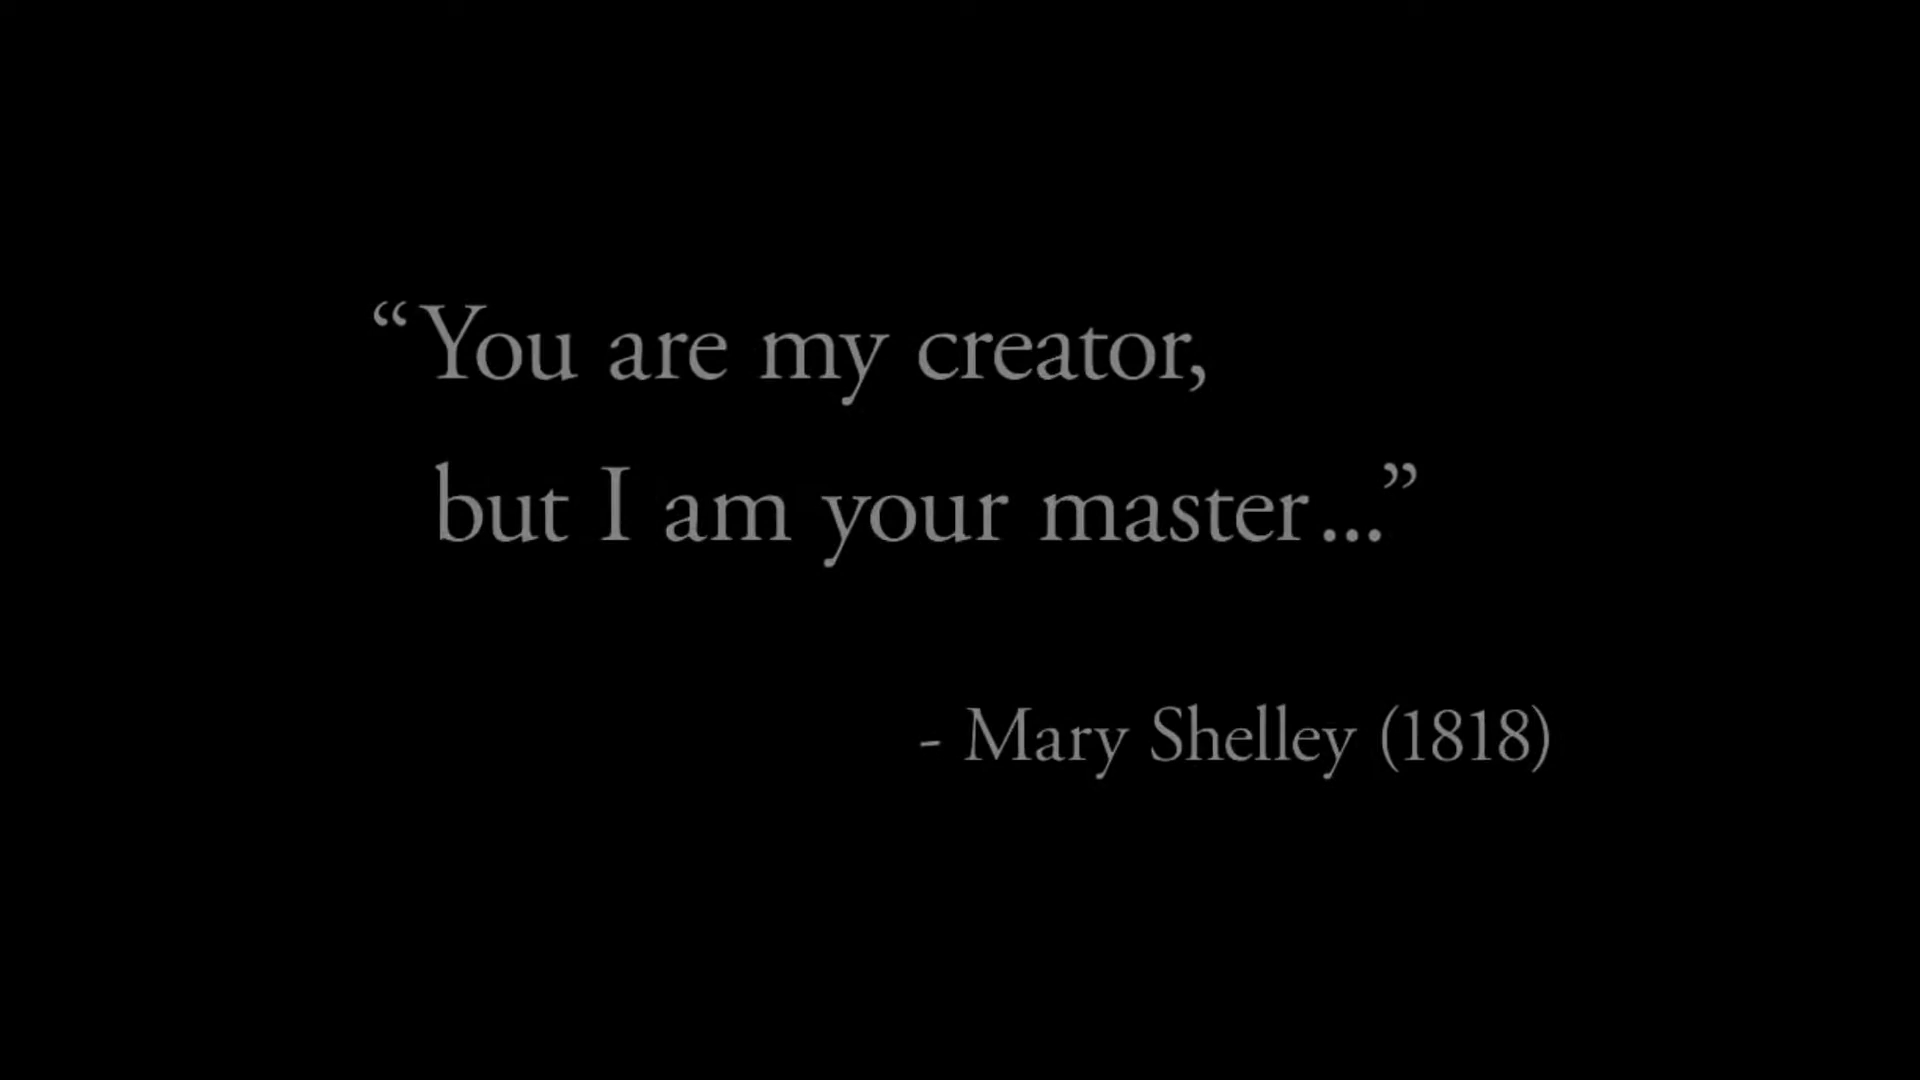 “You are my creator,
but I am your master...”
- Mary Shelley (1818)